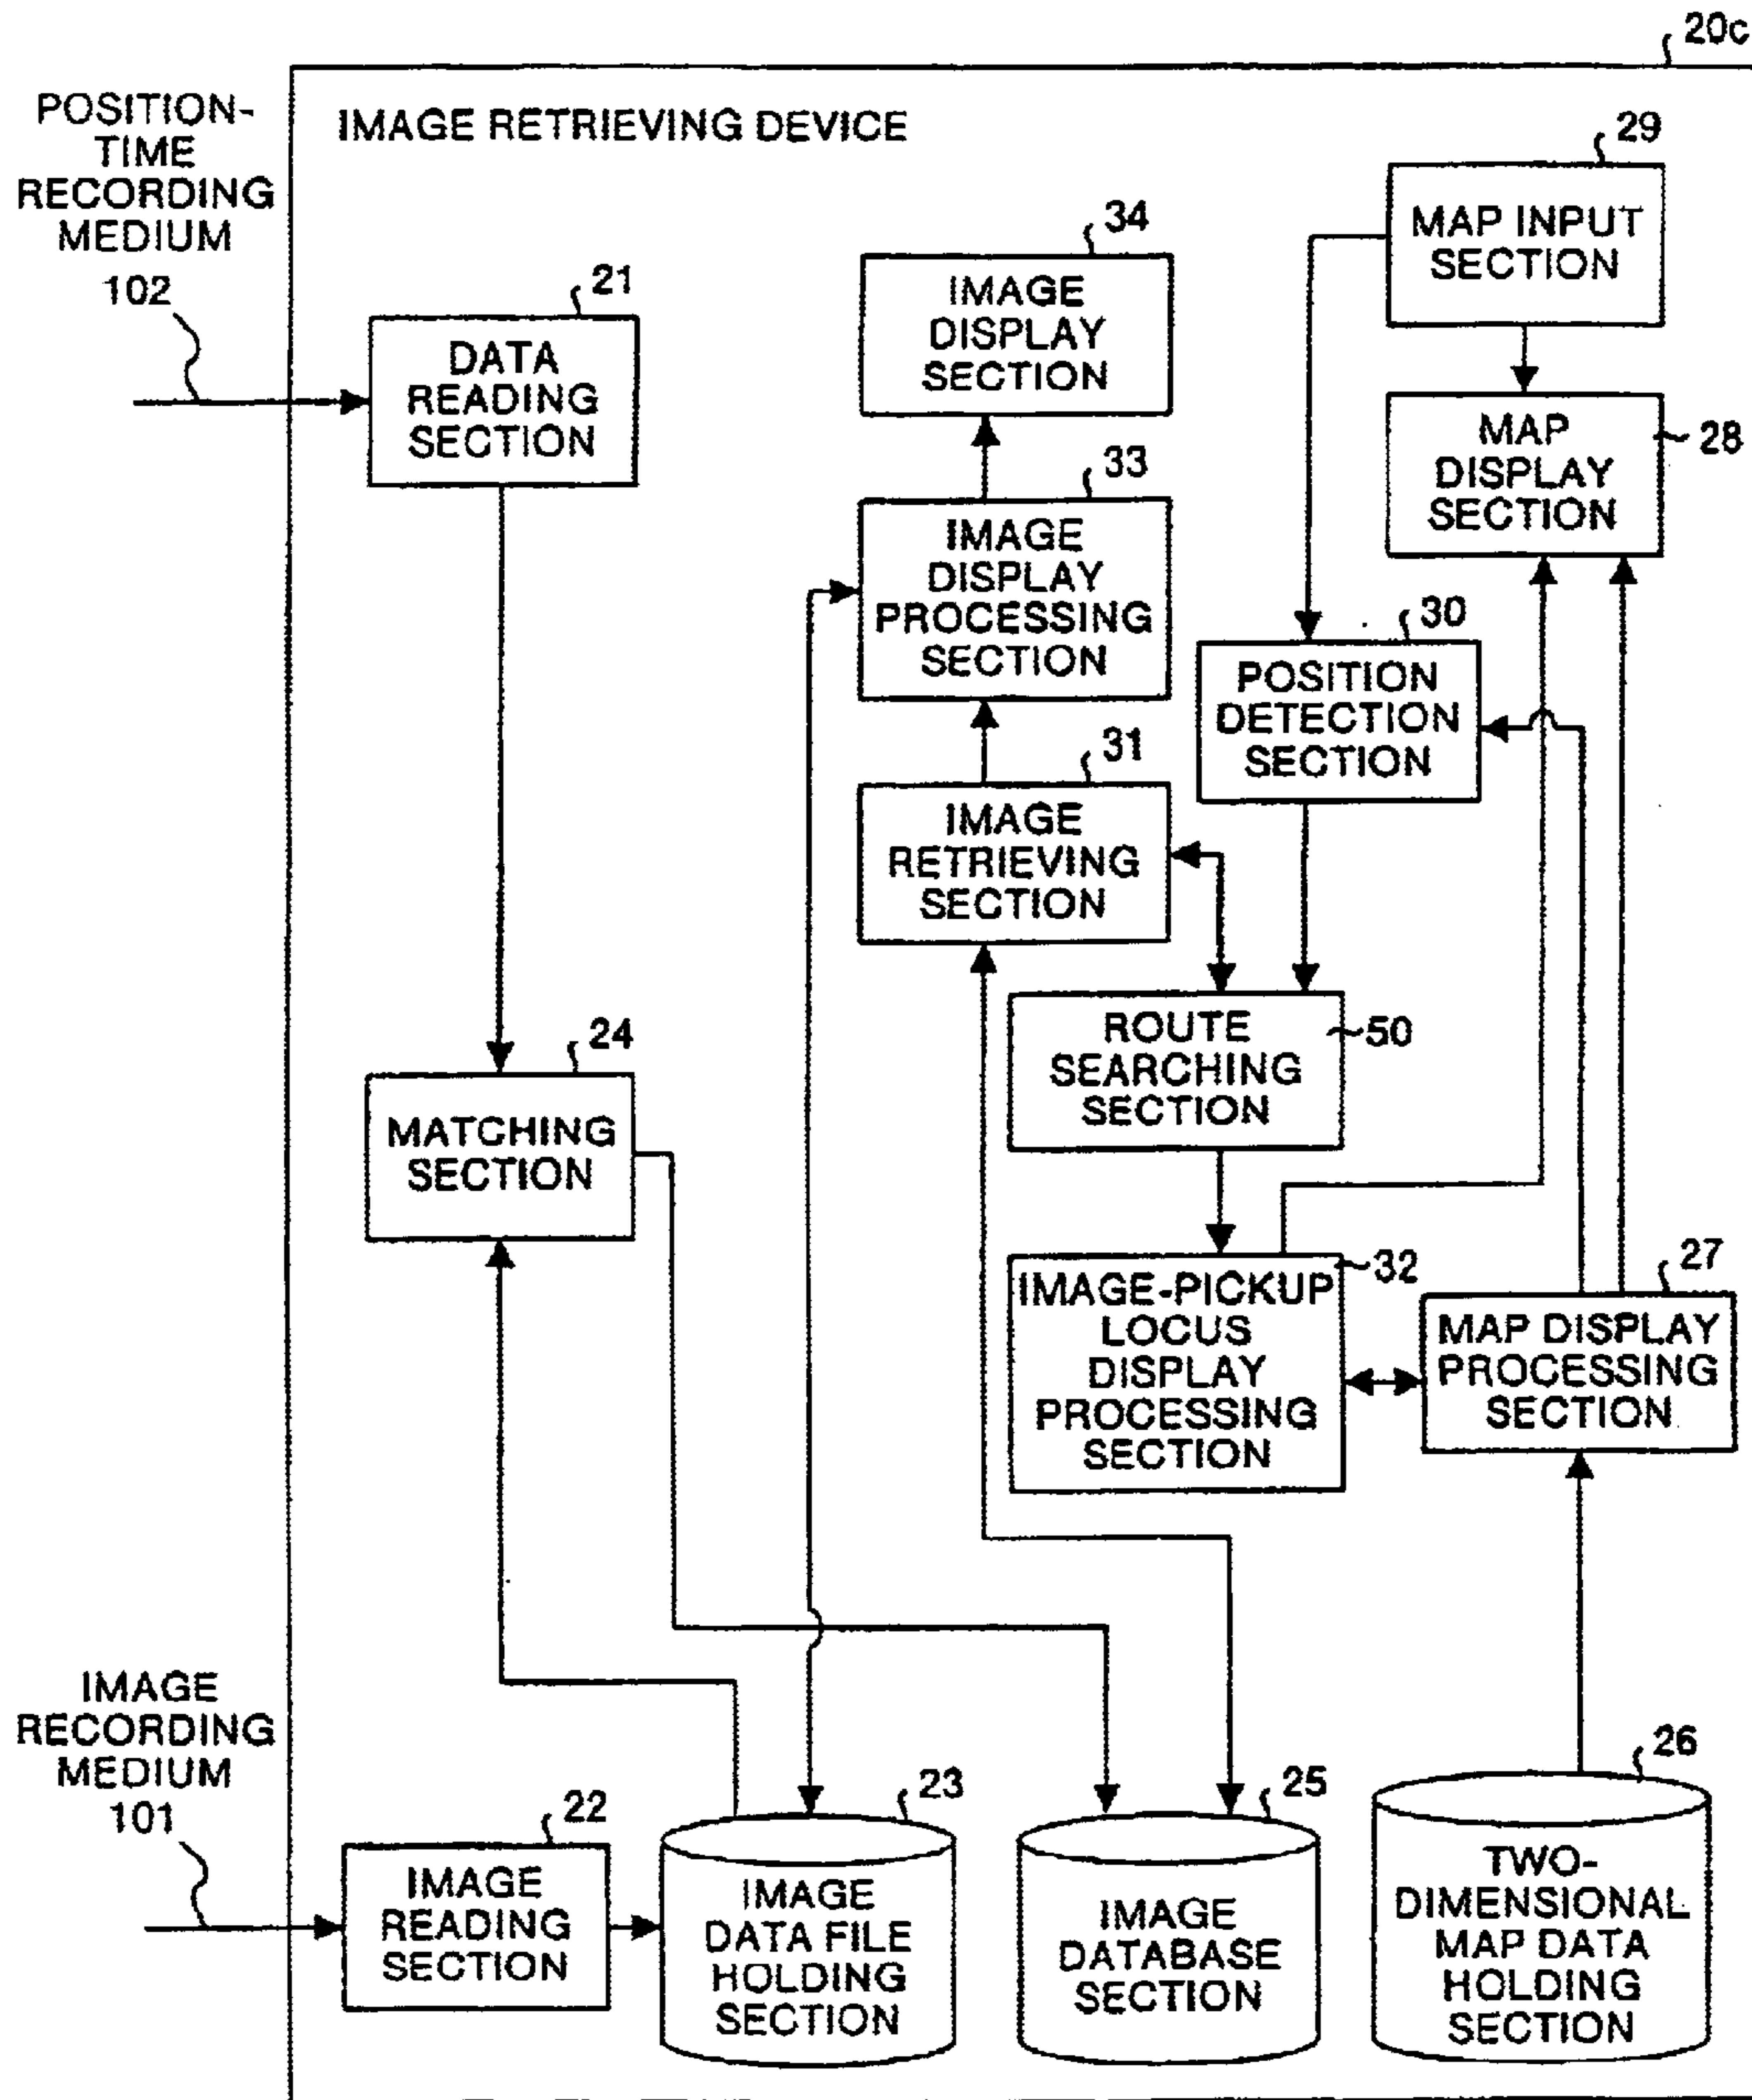 20c
POSITION-
TIME
RECORDING
MEDIUM
102
IMAGE RETRIEVING DEVICE
29
MAP INPUT
SECTION
34
IMAGE
DISPLAY
SECTION
21
DATA
READING
SECTION
MAP
DISPLAY
SECTION
28
33
IMAGE
DISPLAY
PROCESSING
SECTION
30
POSITION
DETECTION
SECTION
31
IMAGE
RETRIEVING
SECTION
ROUTE
SEARCHING
SECTION
50
24
MATCHING
SECTION
32
IMAGE-PICKUP
LOCUS
DISPLAY
PROCESSING
SECTION
27
MAP DISPLAY
PROCESSING
SECTION
IMAGE
RECORDING
MEDIUM
101
22
IMAGE
READING
SECTION
23
IMAGE
DATA FILE
HOLDING
SECTION
25
IMAGE
DATABASE
SECTION
26
TWO-
DIMENSIONAL
MAP DATA
HOLDING
SECTION